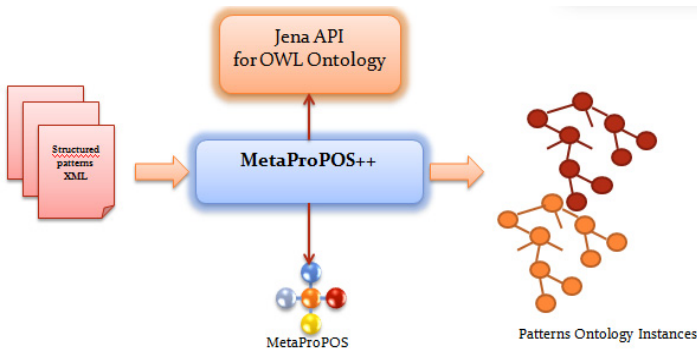 Jena API
for OWL Ontology
Structured
patterns
XML
MetaProPOS++
MetaProPOS
Patterns Ontology Instances